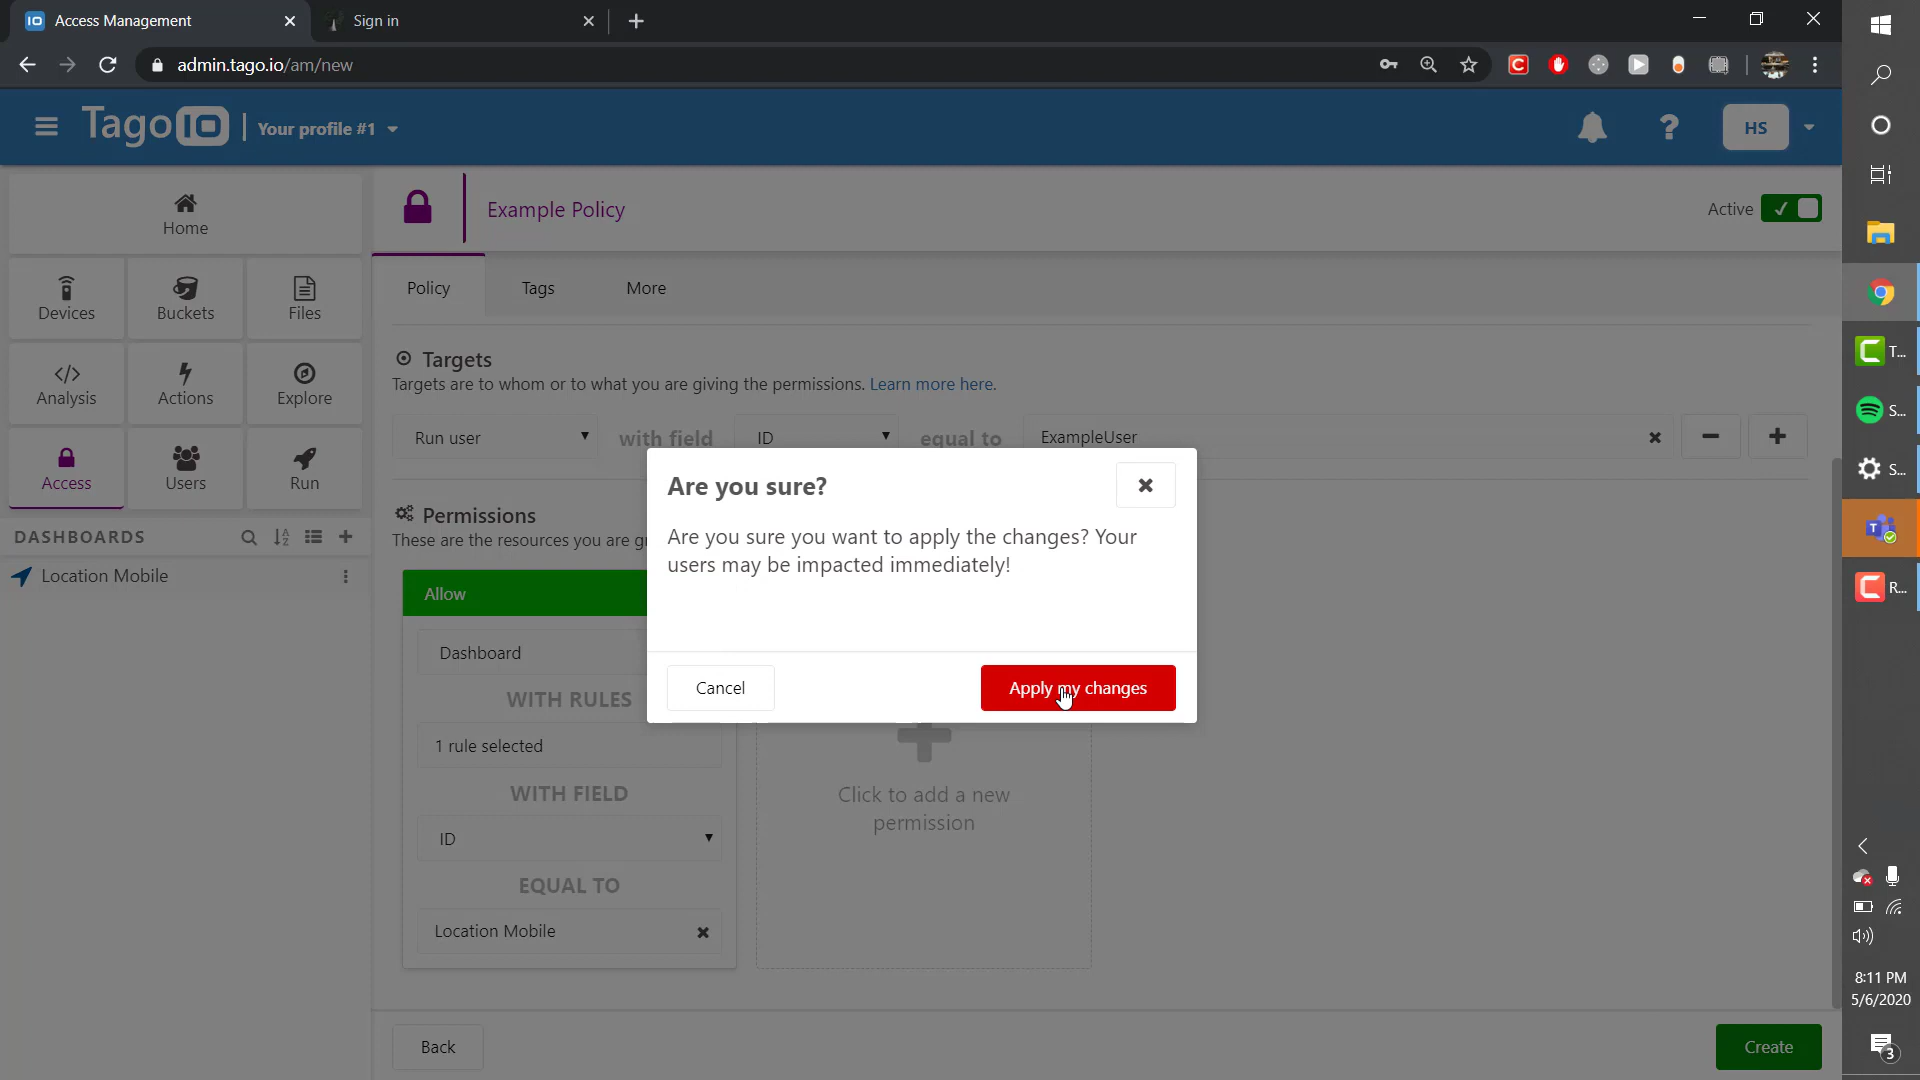 Access Management
Sign in
admin.tago.io/am/new
TagoIO
Your profile #1
HS
Home
Devices
Buckets
Files
Analysis
Actions
Explore
Access
Users
Run
DASHBOARDS
Location Mobile
Example Policy
Active
Policy
Tags
More
Targets
Targets are to whom or to what you are giving the permissions. Learn more here.
Run user
with field
ID
equal to
ExampleUser
Permissions
These are the resources you are g
Allow
Dashboard
WITH RULES
1 rule selected
WITH FIELD
ID
EQUAL TO
Location Mobile
Click to add a new
permission
Are you sure?
Are you sure you want to apply the changes? Your
users may be impacted immediately!
Cancel
Apply my changes
Back
Create
T...
S...
S...
R...
8:11 PM
5/6/2020
3